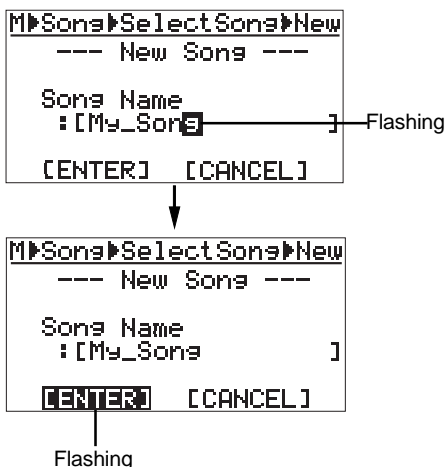 M▶Song▶SelectSong▶New
--- New Song ---
Song Name
:[My_Song ]
Flashing
[ENTER] [CANCEL]
M▶Song▶SelectSong▶New
--- New Song ---
Song Name
:[My_Song ]
[ENTER] [CANCEL]
Flashing